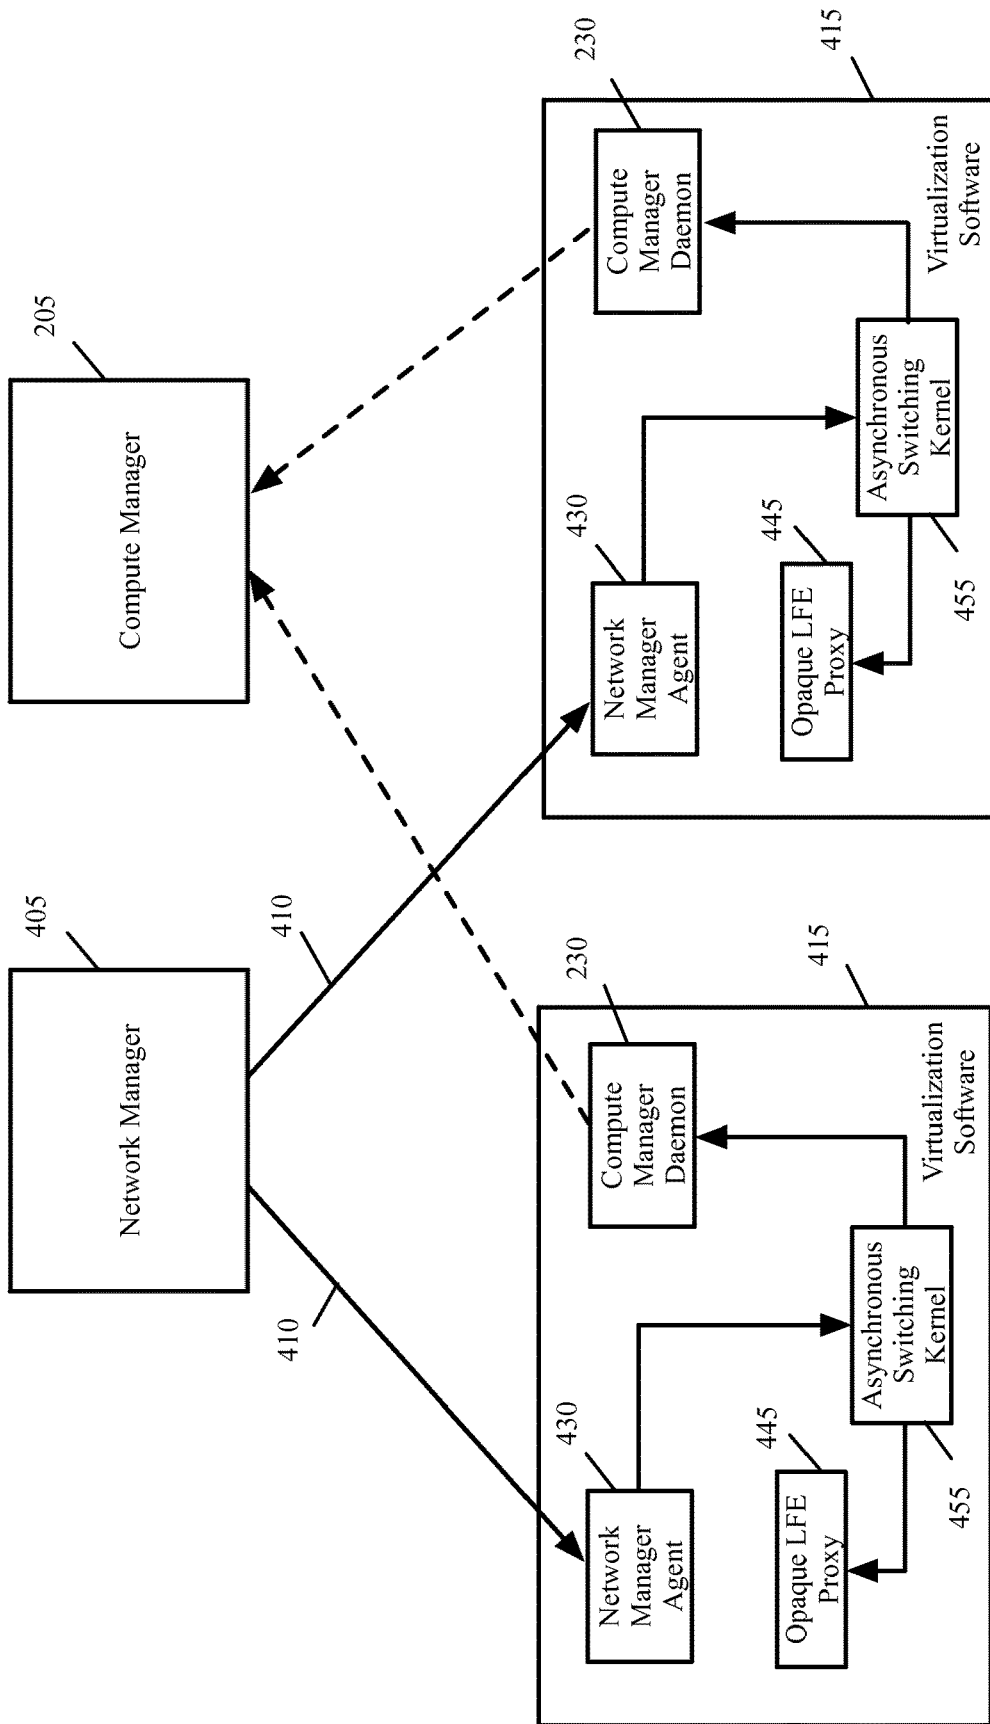 405
Network Manager
205
Compute Manager
410
410
415
430
Network
Manager
Agent
230
Compute
Manager
Daemon
445
Opaque LFE
Proxy
Asynchronous
Switching
Kernel
455
Virtualization
Software
415
430
Network
Manager
Agent
230
Compute
Manager
Daemon
445
Opaque LFE
Proxy
Asynchronous
Switching
Kernel
455
Virtualization
Software